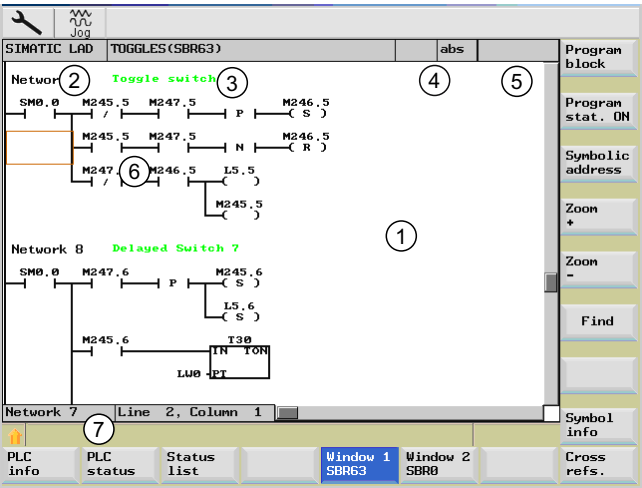 Jog
SIMATIC LAD TOGGLES(SBR63) abs
Program block
Networ 2 Toggle switch 3 4 5
SM0.0 M245.5 M247.5 M246.5
/ P S
Program stat. ON
M245.5 M247.5 M246.5
N R
Symbolic address
M247. 6 M246.5 L5.5
/ ( )
M245.5
( )
Zoom +
1
Network 8 Delayed Switch 7
Zoom -
SM0.0 M247.6 M245.6
P ( S )
L5.6
( S )
Find
M245.6 T30
IN TON
LW0 PT
Network 7 Line 2, Column 1
Symbol info
7
PLC info
PLC status
Status list
Window 1 SBR63
Window 2 SBR0
Cross refs.